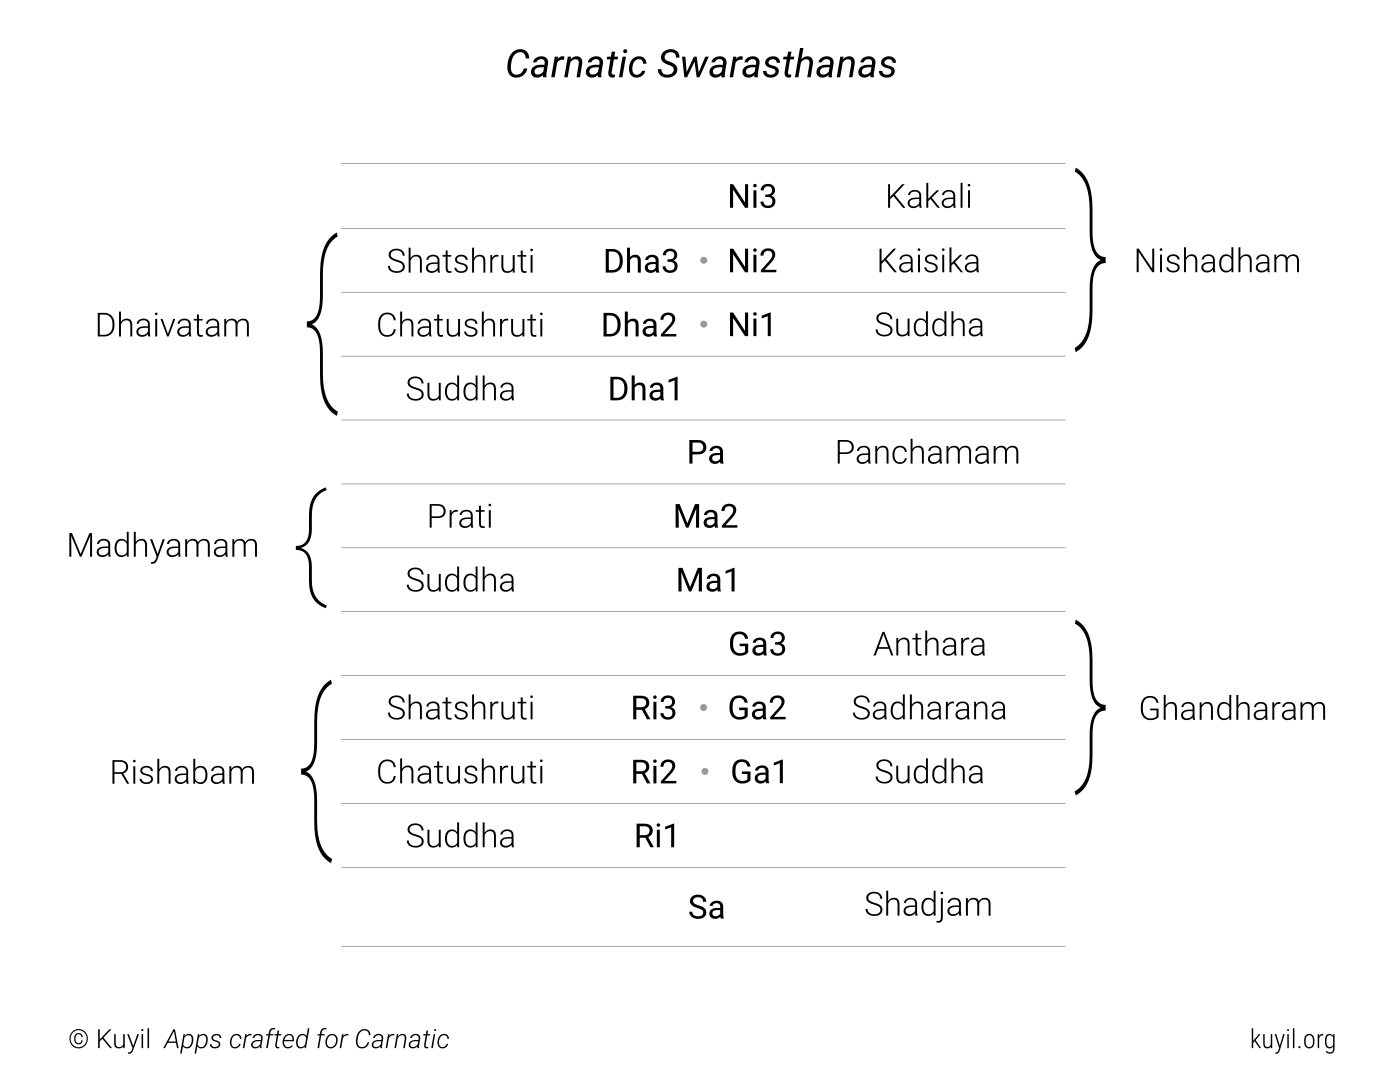 Carnatic Swarasthanas
Ni3 Kakali
Shatshruti Dha3 • Ni2 Kaisika Nishadham
Dhaivatam Chatushruti Dha2 • Ni1 Suddha
Suddha Dha1
Pa Panchamam
Prati Ma2
Madhyamam
Suddha Ma1
Ga3 Anthara
Shatshruti Ri3 • Ga2 Sadharana Ghandharam
Rishabam Chatushruti Ri2 • Ga1 Suddha
Suddha Ri1
Sa Shadjam
© Kuyil Apps crafted for Carnatic kuyil.org